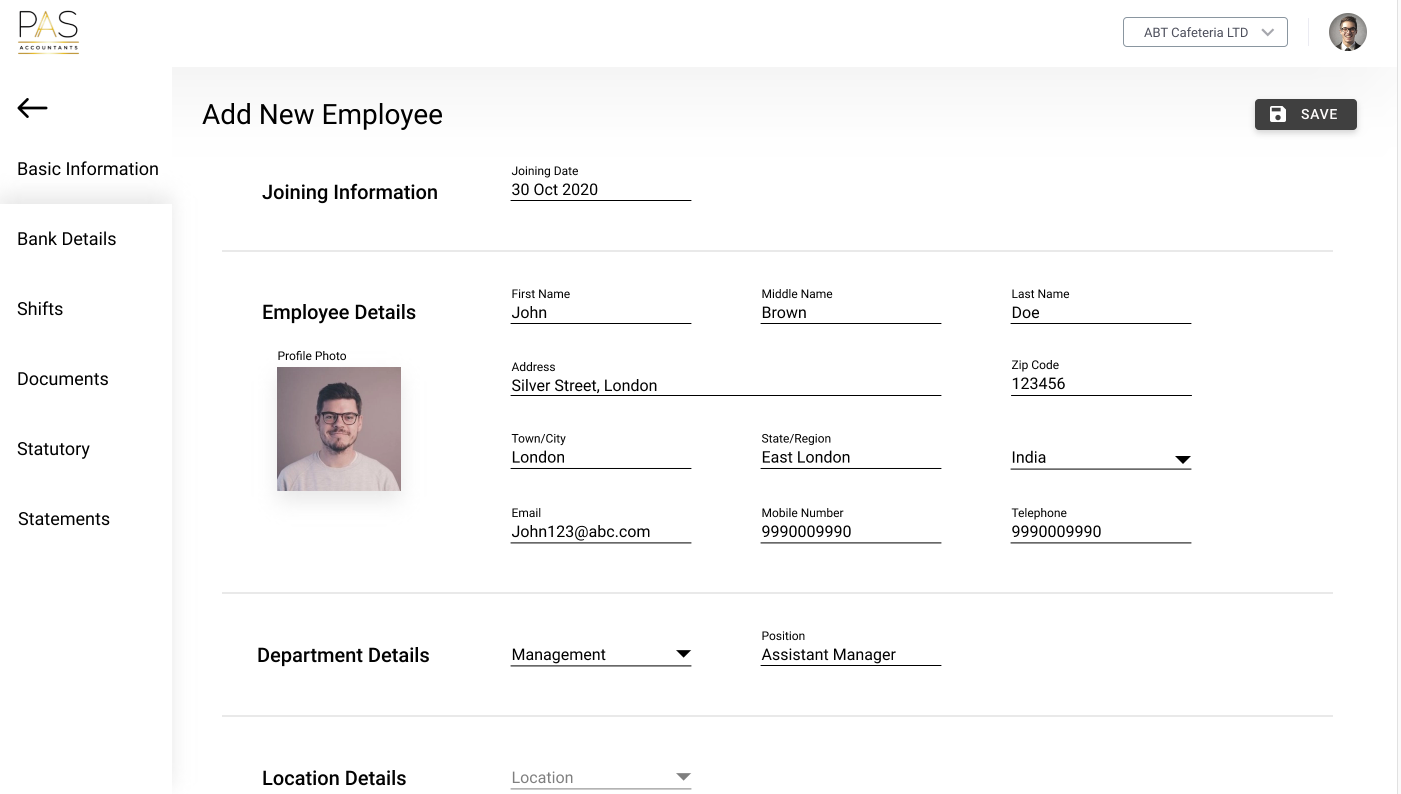 PAS
ACCOUNTANTS
ABT Cafeteria LTD
Add New Employee
SAVE
Basic Information
Bank Details
Shifts
Documents
Statutory
Statements
Joining Information
Joining Date
30 Oct 2020
Employee Details
Profile Photo
First Name
John
Middle Name
Brown
Last Name
Doe
Address
Silver Street, London
Zip Code
123456
Town/City
London
State/Region
East London
India
Email
John123@abc.com
Mobile Number
9990009990
Telephone
9990009990
Department Details
Management
Position
Assistant Manager
Location Details
Location